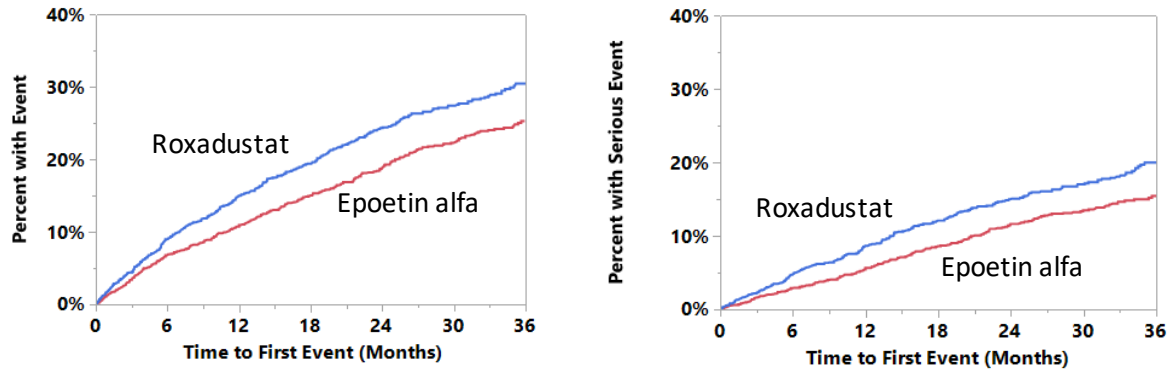 40%
30%
20%
10%
0%
Percent with Event
Roxadustat
Epoetin alfa
0 6 12 18 24 30 36
Time to First Event (Months)
40%
30%
20%
10%
0%
Percent with Serious Event
Roxadustat
Epoetin alfa
0 6 12 18 24 30 36
Time to First Event (Months)